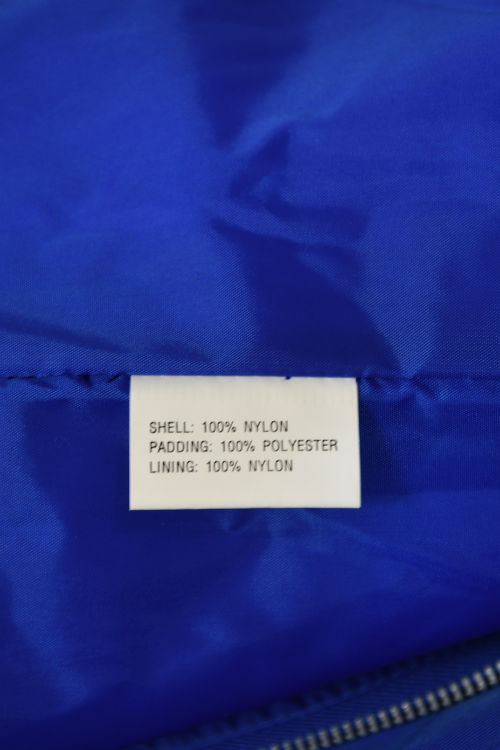 SHELL: 100% NYLON
PADDING: 100% POLYESTER
LINING: 100% NYLON